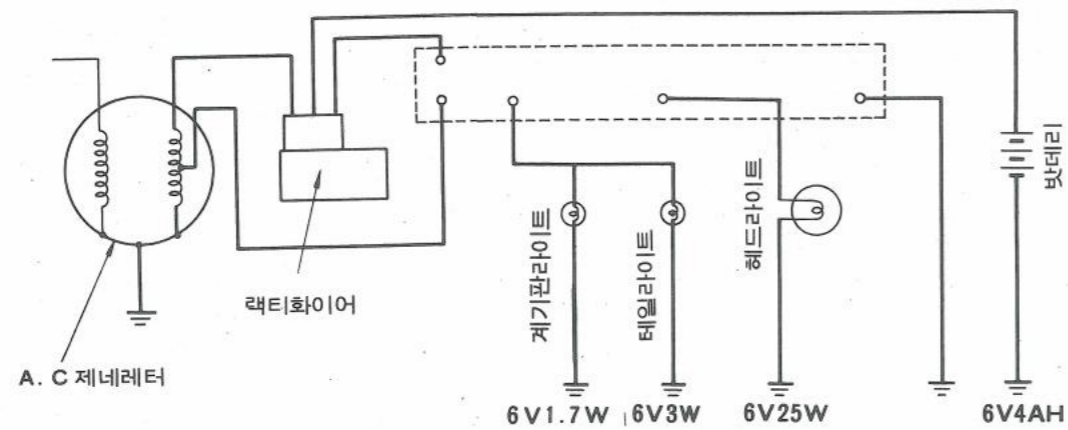 랙티화이어
A. C 제네레터
계기판라이트
테일라이트
헤드라이트
밧데리
6V1.7W
6V3W
6V25W
6V4AH